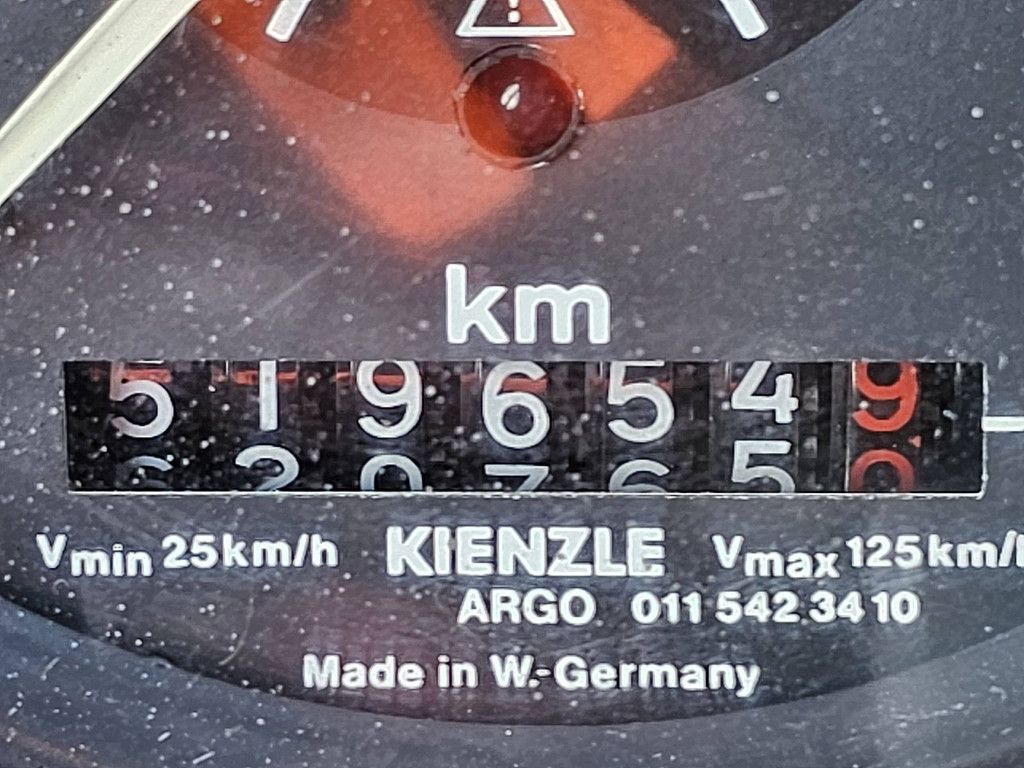 km
5196549
Vmin 25km/h KIENZLE Vmax 125km/
ARGO 011 542 34 10
Made in W.-Germany